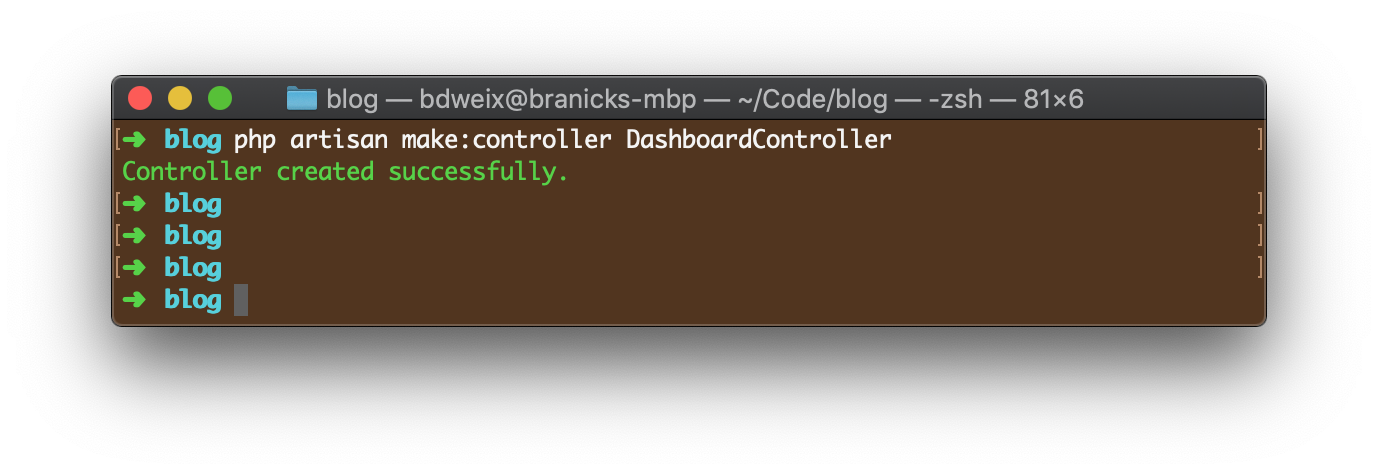 blog — bdweix@branicks-mbp — ~/Code/blog — -zsh — 81×6
[➜ blog php artisan make:controller DashboardController ]
Controller created successfully.
[➜ blog ]
[➜ blog ]
[➜ blog ]
➜ blog